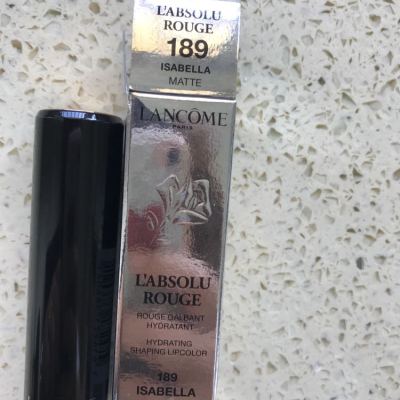 L'ABSOLU
ROUGE
189
ISABELLA
MATTE
LANCÔME
PARIS
L'ABSOLU
ROUGE
ROUGE GALBANT
HYDRATANT
HYDRATING
SHAPING LIPCOLOR
189
ISABELLA